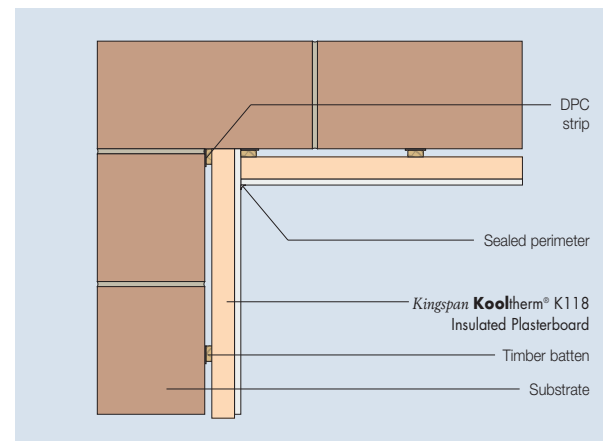 DPC
strip
Sealed perimeter
Kingspan Kooltherm® K118
Insulated Plasterboard
Timber batten
Substrate